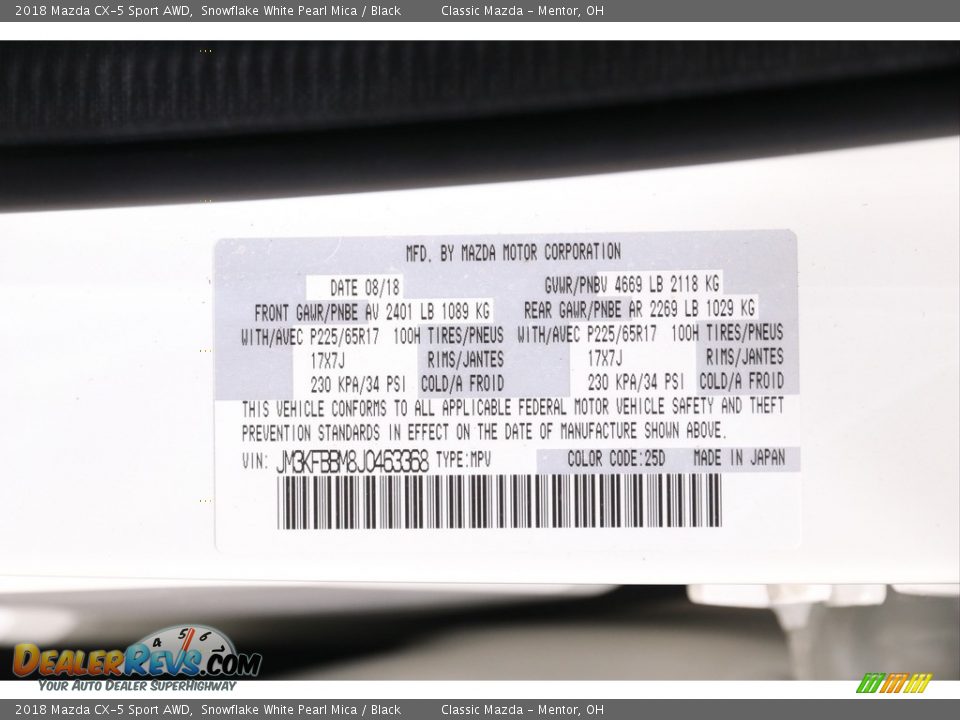 2018 Mazda CX-5 Sport AWD, Snowflake White Pearl Mica / Black Classic Mazda - Mentor, OH
MFD. BY MAZDA MOTOR CORPORATION
DATE 08/18 GVWR/PNBV 4669 LB 2118 KG
FRONT GAWR/PNBE AV 2401 LB 1089 KG REAR GAWR/PNBE AR 2269 LB 1029 KG
WITH/AVEC P225/65R17 100H TIRES/PNEUS WITH/AVEC P225/65R17 100H TIRES/PNEUS
17X7J RIMS/JANTES 17X7J RIMS/JANTES
230 KPA/34 PSI COLD/A FROID 230 KPA/34 PSI COLD/A FROID
THIS VEHICLE CONFORMS TO ALL APPLICABLE FEDERAL MOTOR VEHICLE SAFETY AND THEFT
PREVENTION STANDARDS IN EFFECT ON THE DATE OF MANUFACTURE SHOWN ABOVE.
VIN: JM3KFBBM8J0463368 TYPE:MPV COLOR CODE:25D MADE IN JAPAN
4 5 6
DEALERREVS.COM
YOUR AUTO DEALER SUPERHIGHWAY
2018 Mazda CX-5 Sport AWD, Snowflake White Pearl Mica / Black Classic Mazda - Mentor, OH